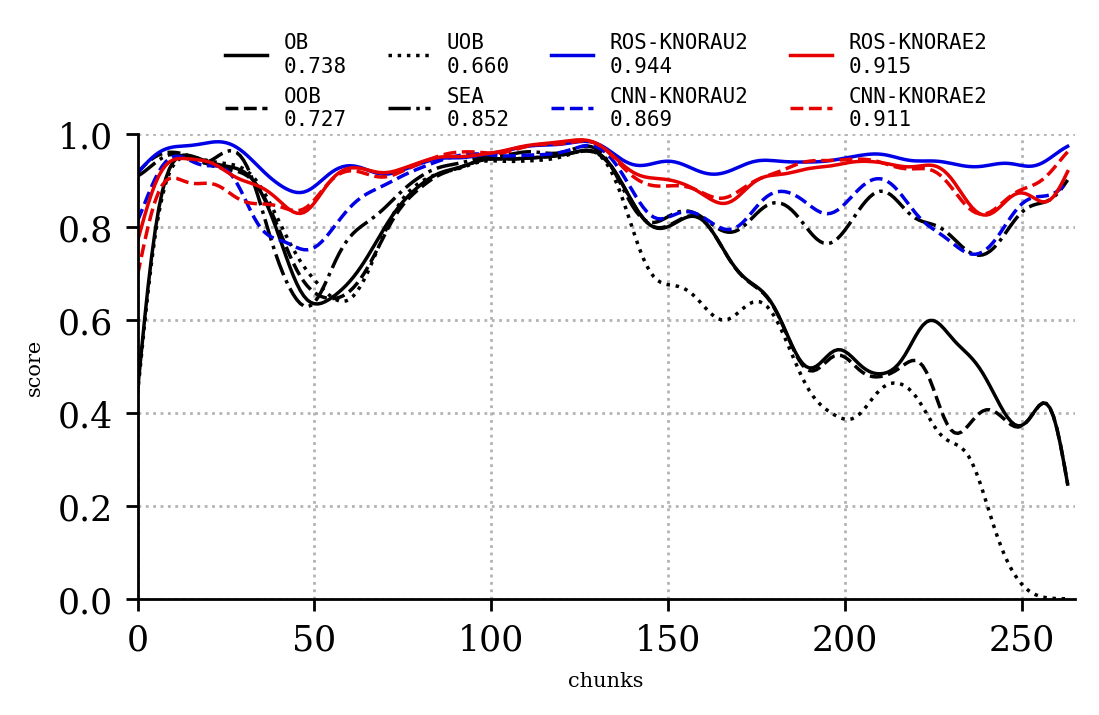 OB UOB ROS-KNORAU2 ROS-KNORAE2
0.738 0.660 0.944 0.915
OOB SEA CNN-KNORAU2 CNN-KNORAE2
0.727 0.852 0.869 0.911
1.0
0.8
0.6
0.4
0.2
0.0
score
0 50 100 150 200 250
chunks